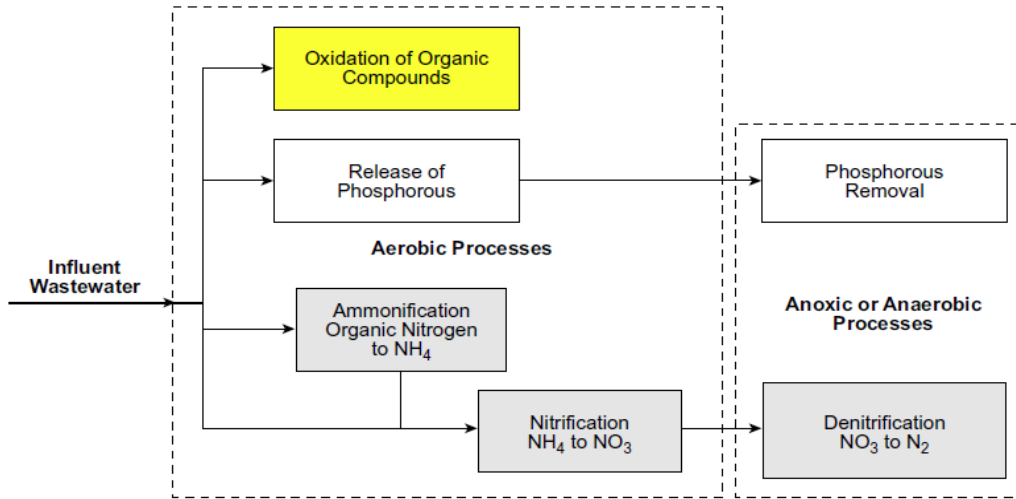 Oxidation of Organic
Compounds
Release of
Phosphorous
Phosphorous
Removal
Aerobic Processes
Influent
Wastewater
Ammonification
Organic Nitrogen
to NH₄
Anoxic or Anaerobic
Processes
Nitrification
NH₄ to NO₃
Denitrification
NO₃ to N₂